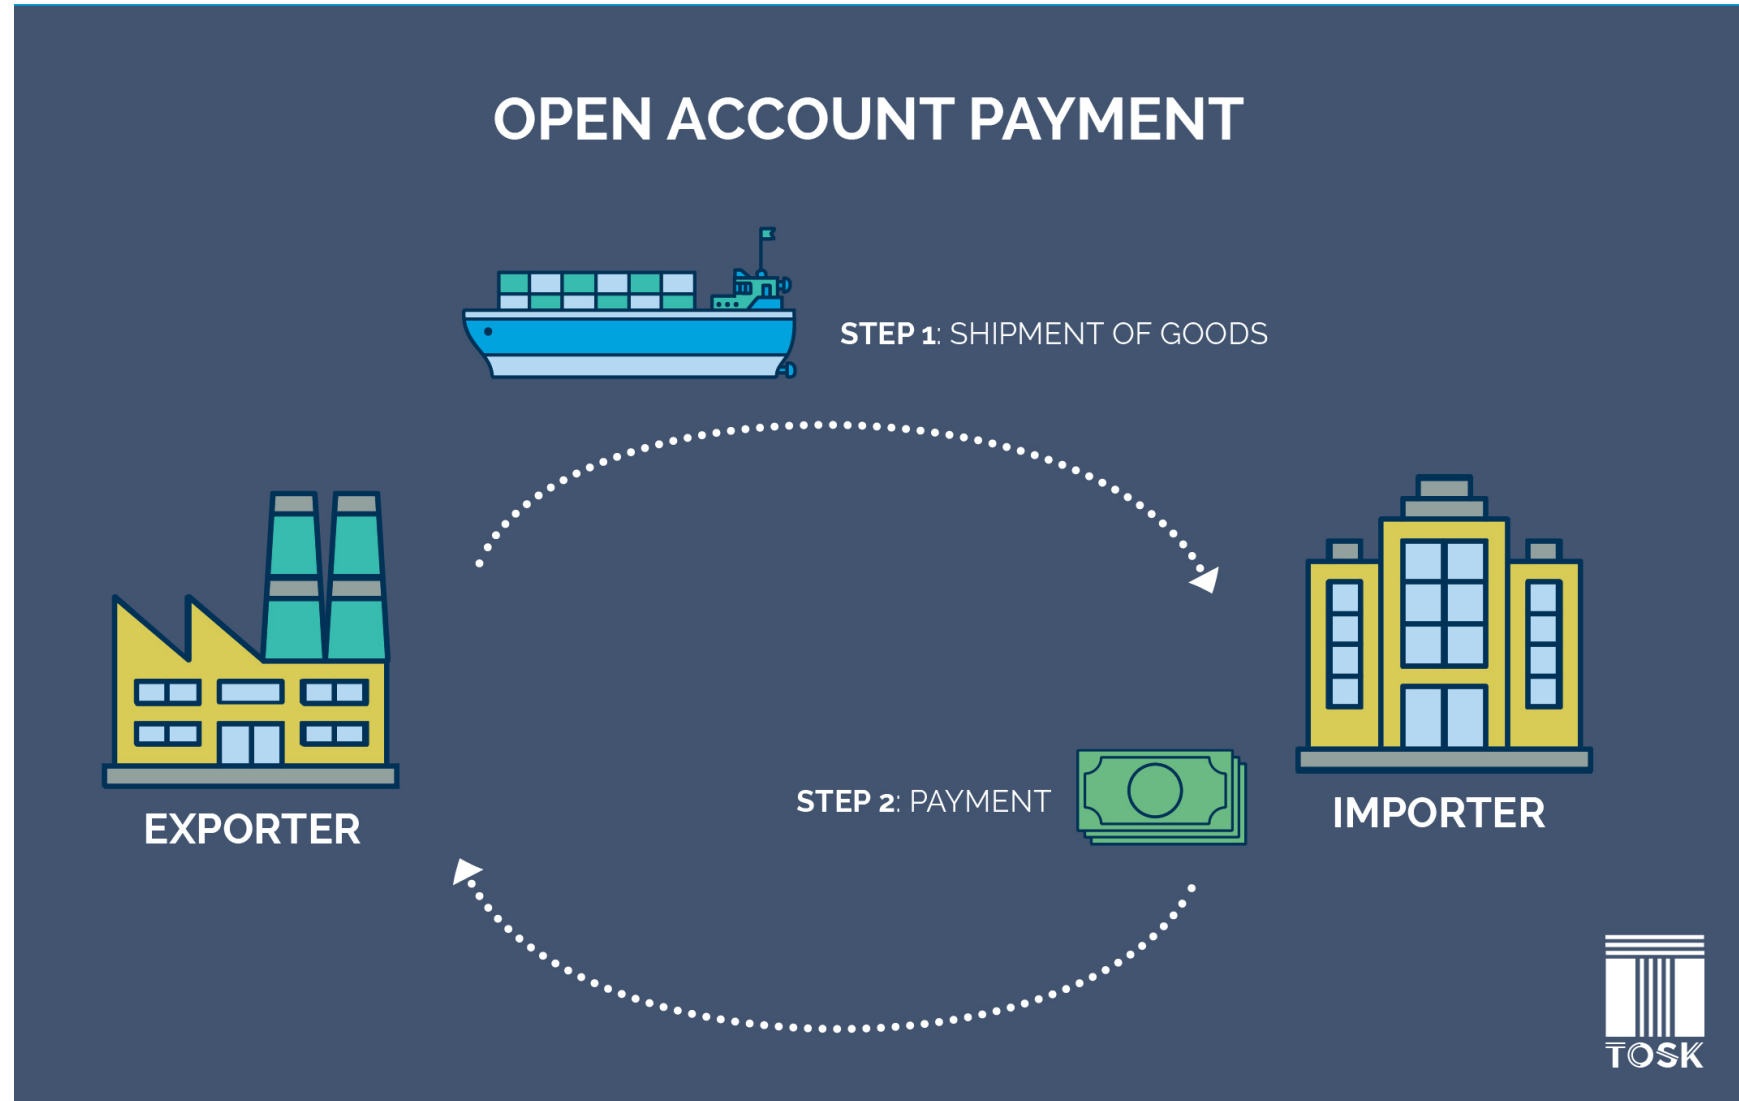 OPEN ACCOUNT PAYMENT
STEP 1: SHIPMENT OF GOODS
EXPORTER
STEP 2: PAYMENT
IMPORTER
TOSK